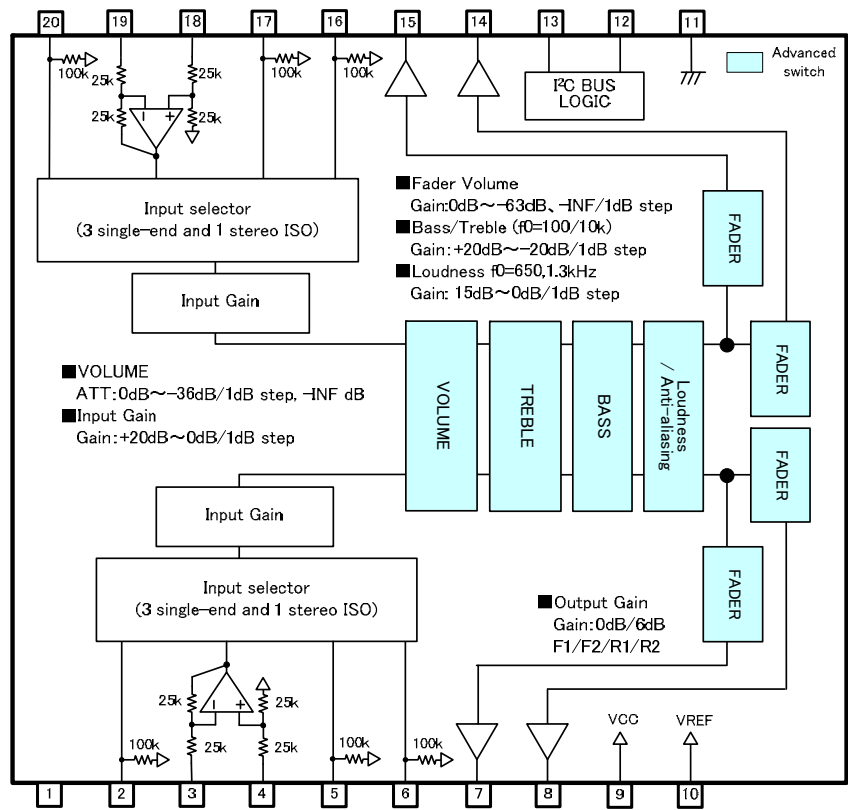 20 19 18 17 16 15 14 13 12 11
Advanced
switch
100k
25k
25k
25k
25k
100k
100k
− +
I²C BUS
LOGIC
Input selector
(3 single-end and 1 stereo ISO)
Input Gain
■Fader Volume
Gain:0dB~-63dB、-INF/1dB step
■Bass/Treble (f0=100/10k)
Gain:+20dB~-20dB/1dB step
■Loudness f0=650,1.3kHz
Gain: 15dB~0dB/1dB step
FADER
FADER
■VOLUME
ATT:0dB~-36dB/1dB step, -INF dB
■Input Gain
Gain:+20dB~0dB/1dB step
VOLUME
TREBLE
BASS
Loudness
/ Anti-aliasing
FADER
FADER
Input Gain
Input selector
(3 single-end and 1 stereo ISO)
■Output Gain
Gain:0dB/6dB
F1/F2/R1/R2
25k
25k
− +
100k
25k
25k
100k
100k
VCC
VREF
1 2 3 4 5 6 7 8 9 10